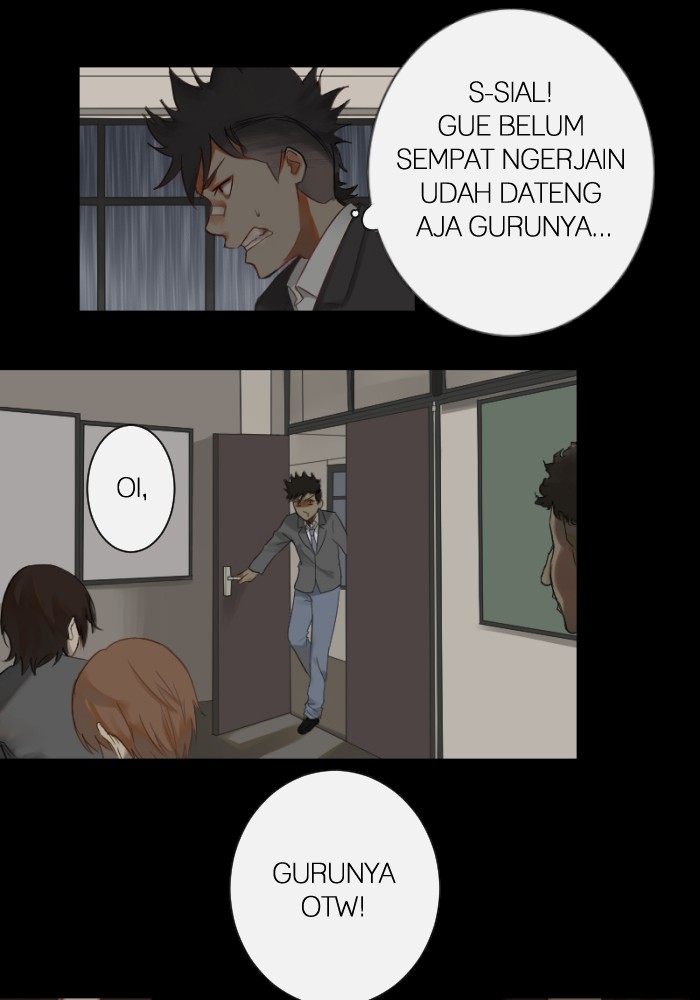 S-SIAL!
GUE BELUM
SEMPAT NGERJAIN
UDAH DATENG
AJA GURUNYA...
OI,
GURUNYA
OTW!